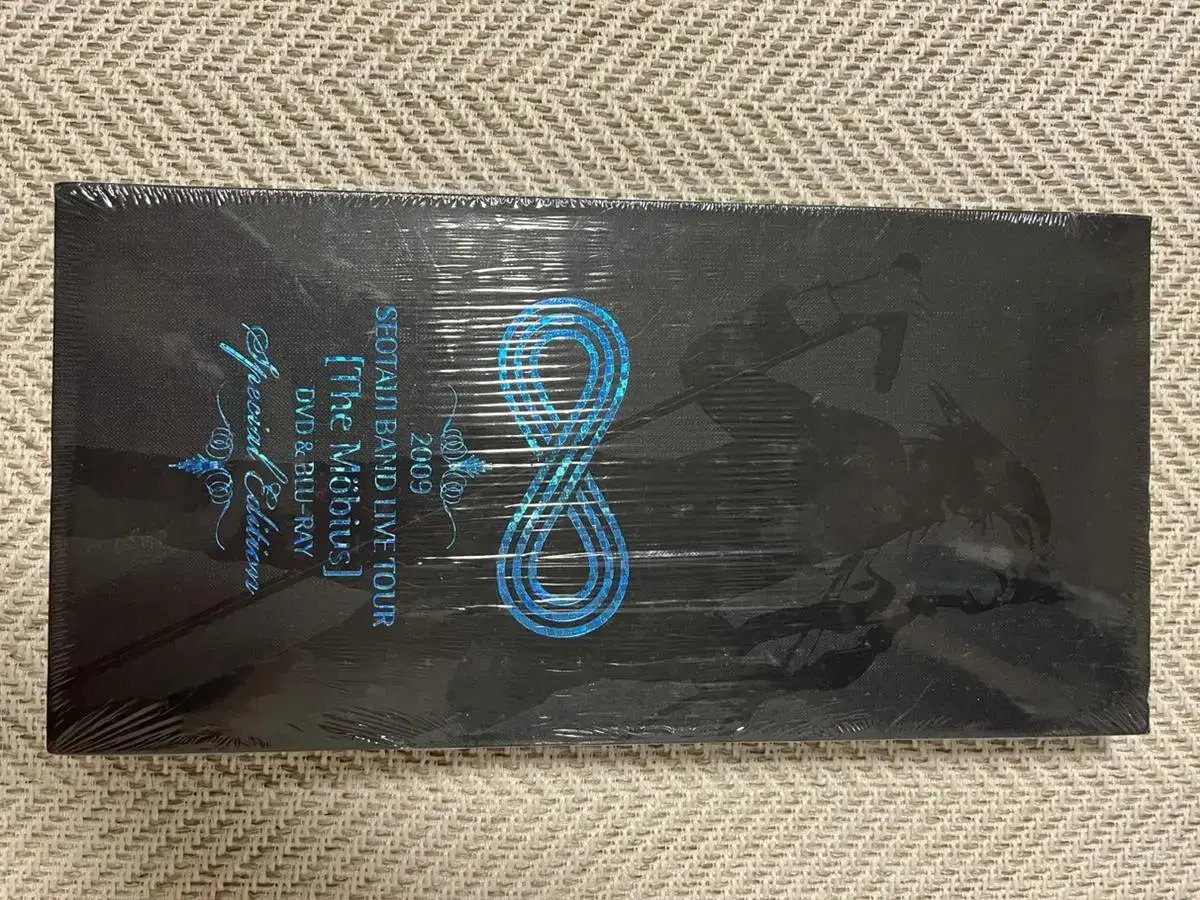 2009
SEOTAIJI BAND LIVE TOUR
[The Möbius]
DVD & BLU-RAY
Special Edition